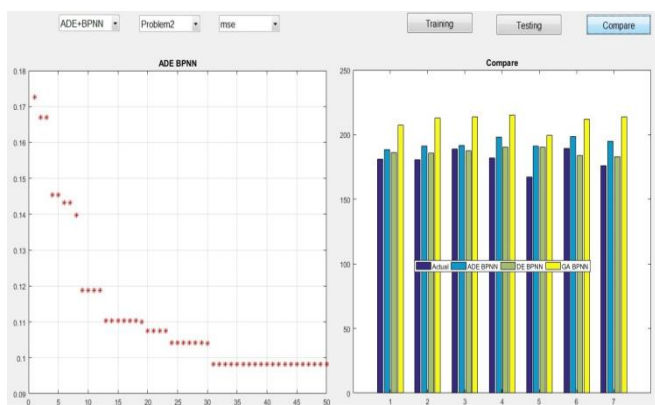 ADE+BPNN Problem2 mse Training Testing Compare
ADE BPNN
0.18
0.17
0.16
0.15
0.14
0.13
0.12
0.11
0.1
0.09
0 5 10 15 20 25 30 35 40 45 50
Compare
250
200
150
100
50
0
Actual ADE BPNN DE BPNN GA BPNN
1 2 3 4 5 6 7